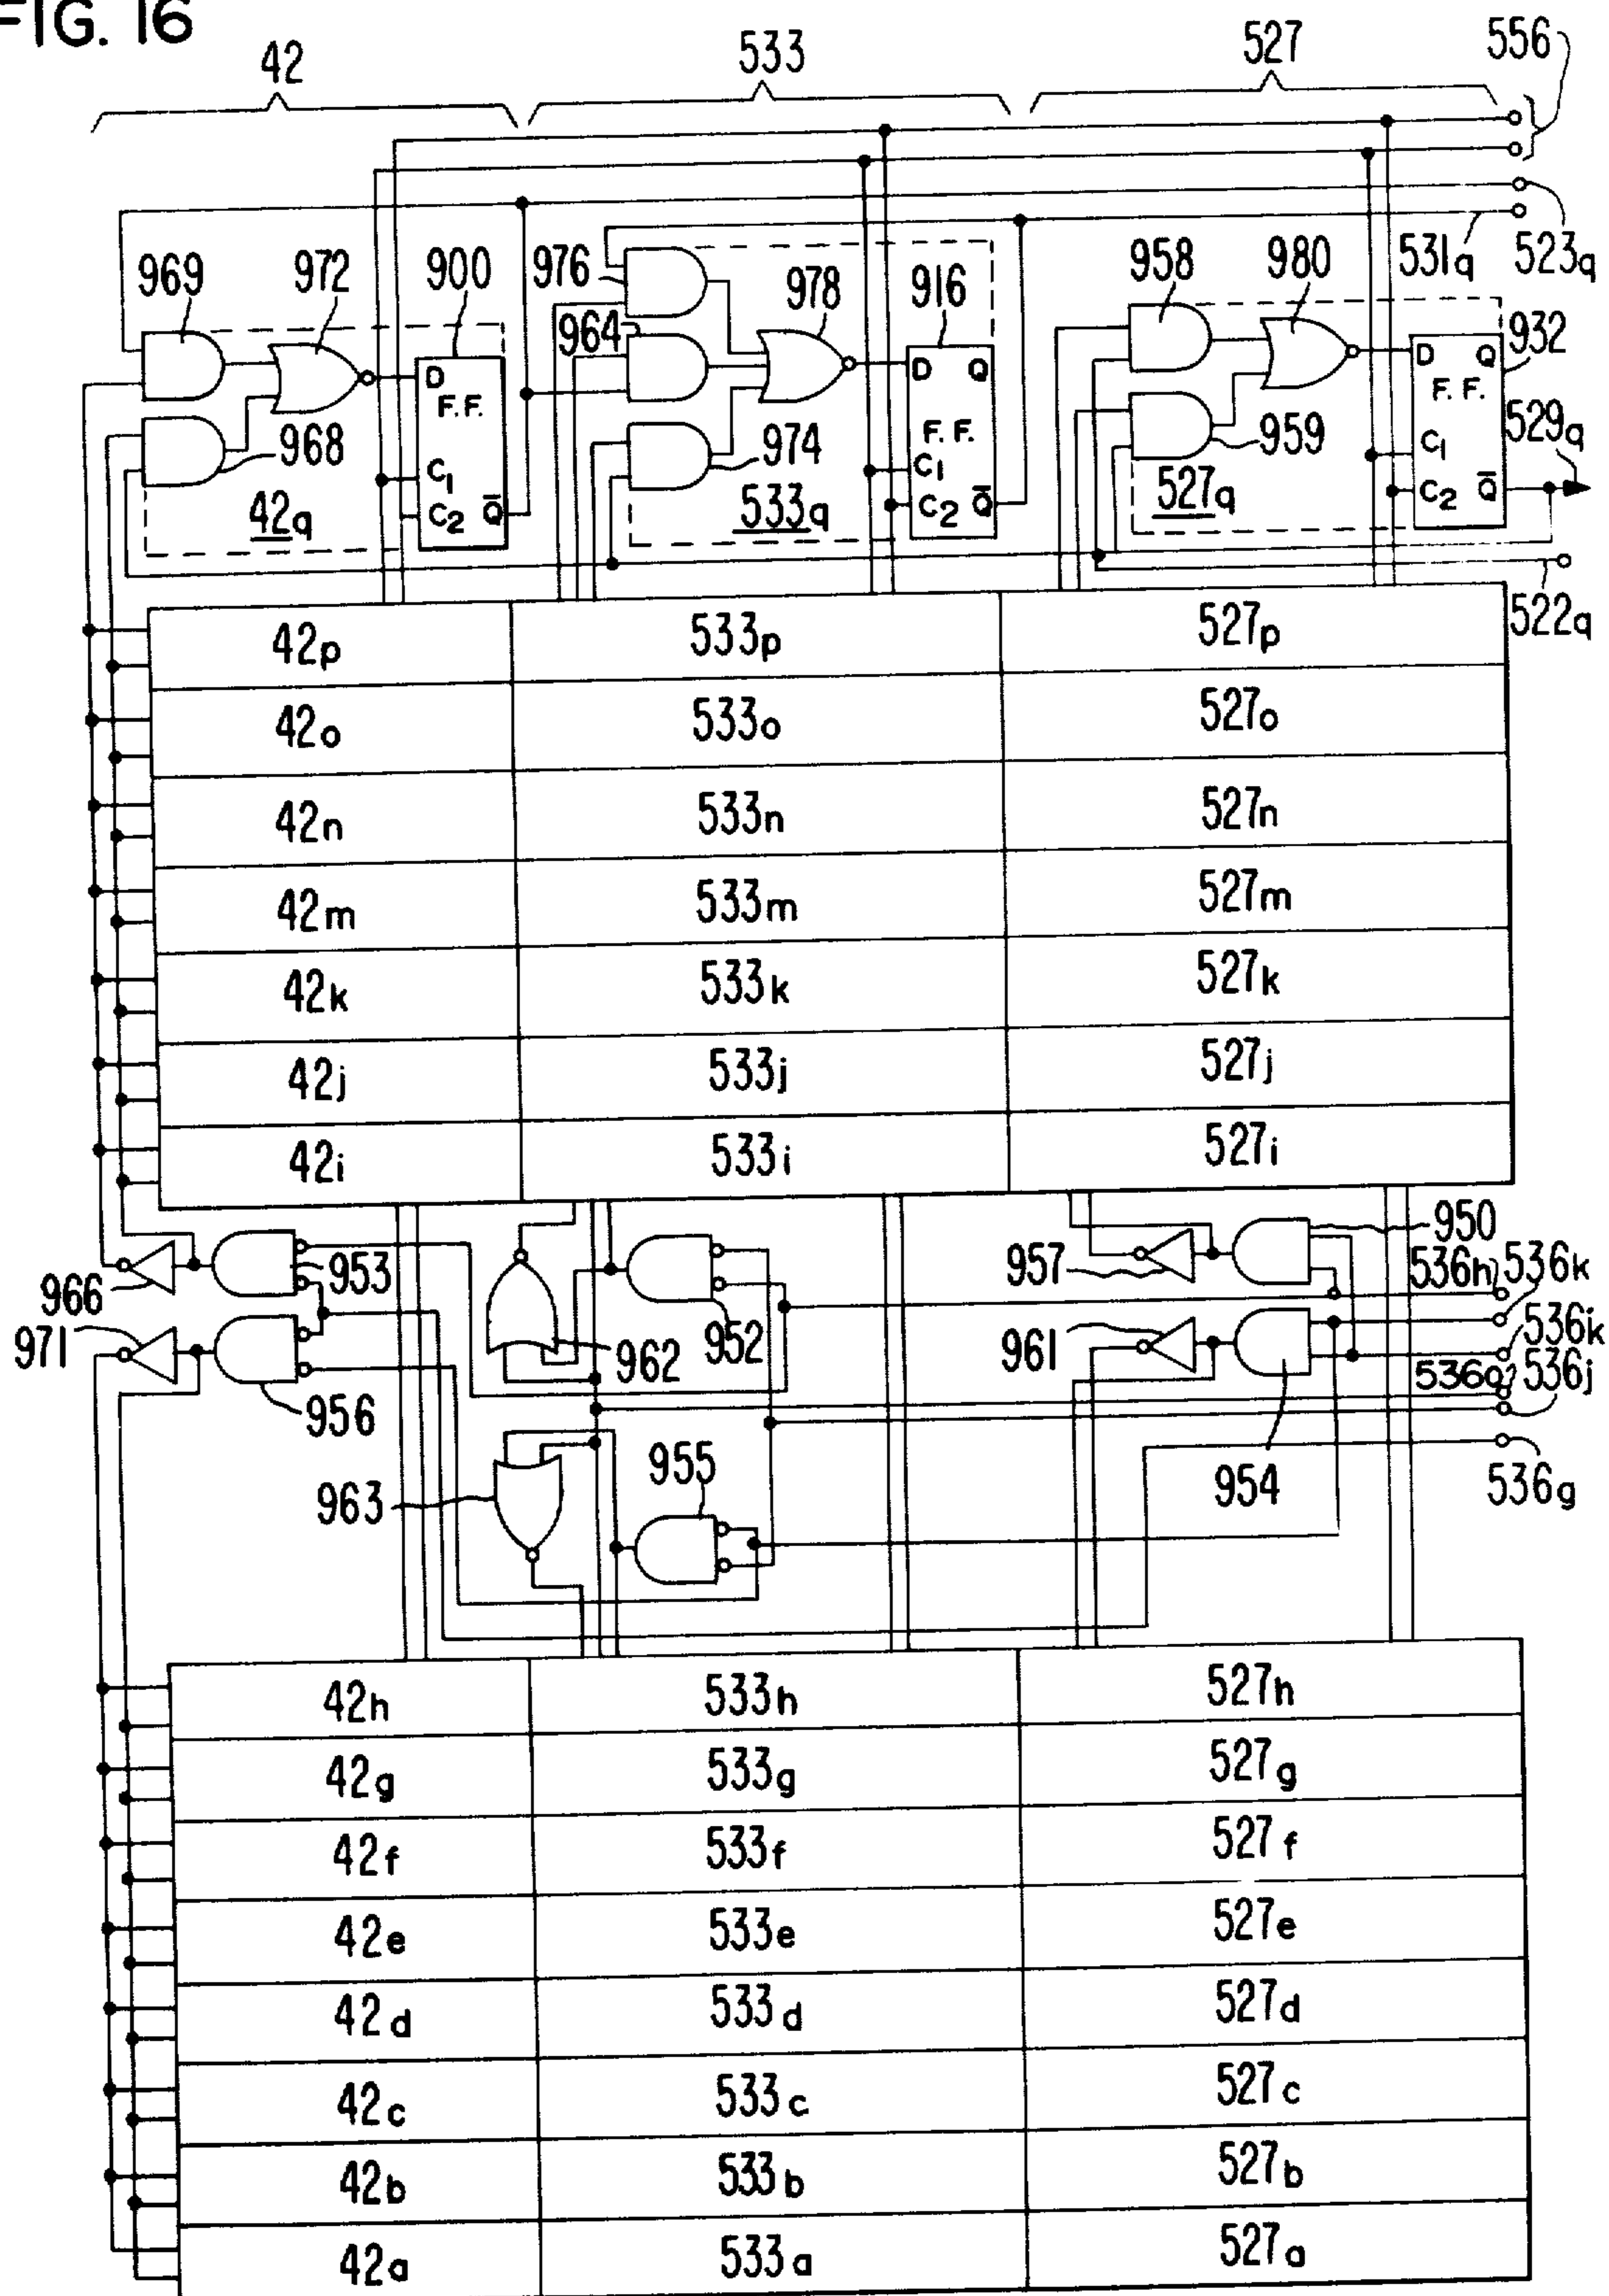 FIG. 16
42 533 527 556
969 972 900 976 964 978 916 958 980 531q 523q
D F.F. C1 C2 Q̅
D Q F.F. C1 C2 Q̅
D Q F.F. C1 C2 Q̅
932
529q
968 974 959
42q 533q 527q
522q
42p 533p 527p
42o 533o 527o
42n 533n 527n
42m 533m 527m
42k 533k 527k
42j 533j 527j
42i 533i 527i
966 953 962 952 957 950 536h 536k
971 956 961 954 536i 536o 536j
963 955 536g
42h 533h 527h
42g 533g 527g
42f 533f 527f
42e 533e 527e
42d 533d 527d
42c 533c 527c
42b 533b 527b
42a 533a 527a